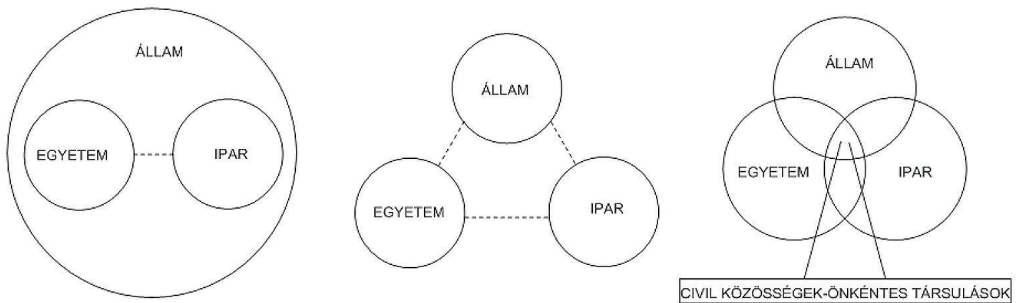 ÁLLAM
EGYETEM
IPAR
ÁLLAM
EGYETEM
IPAR
ÁLLAM
EGYETEM
IPAR
CIVIL KÖZÖSSÉGEK-ÖNKÉNTES TÁRSULÁSOK